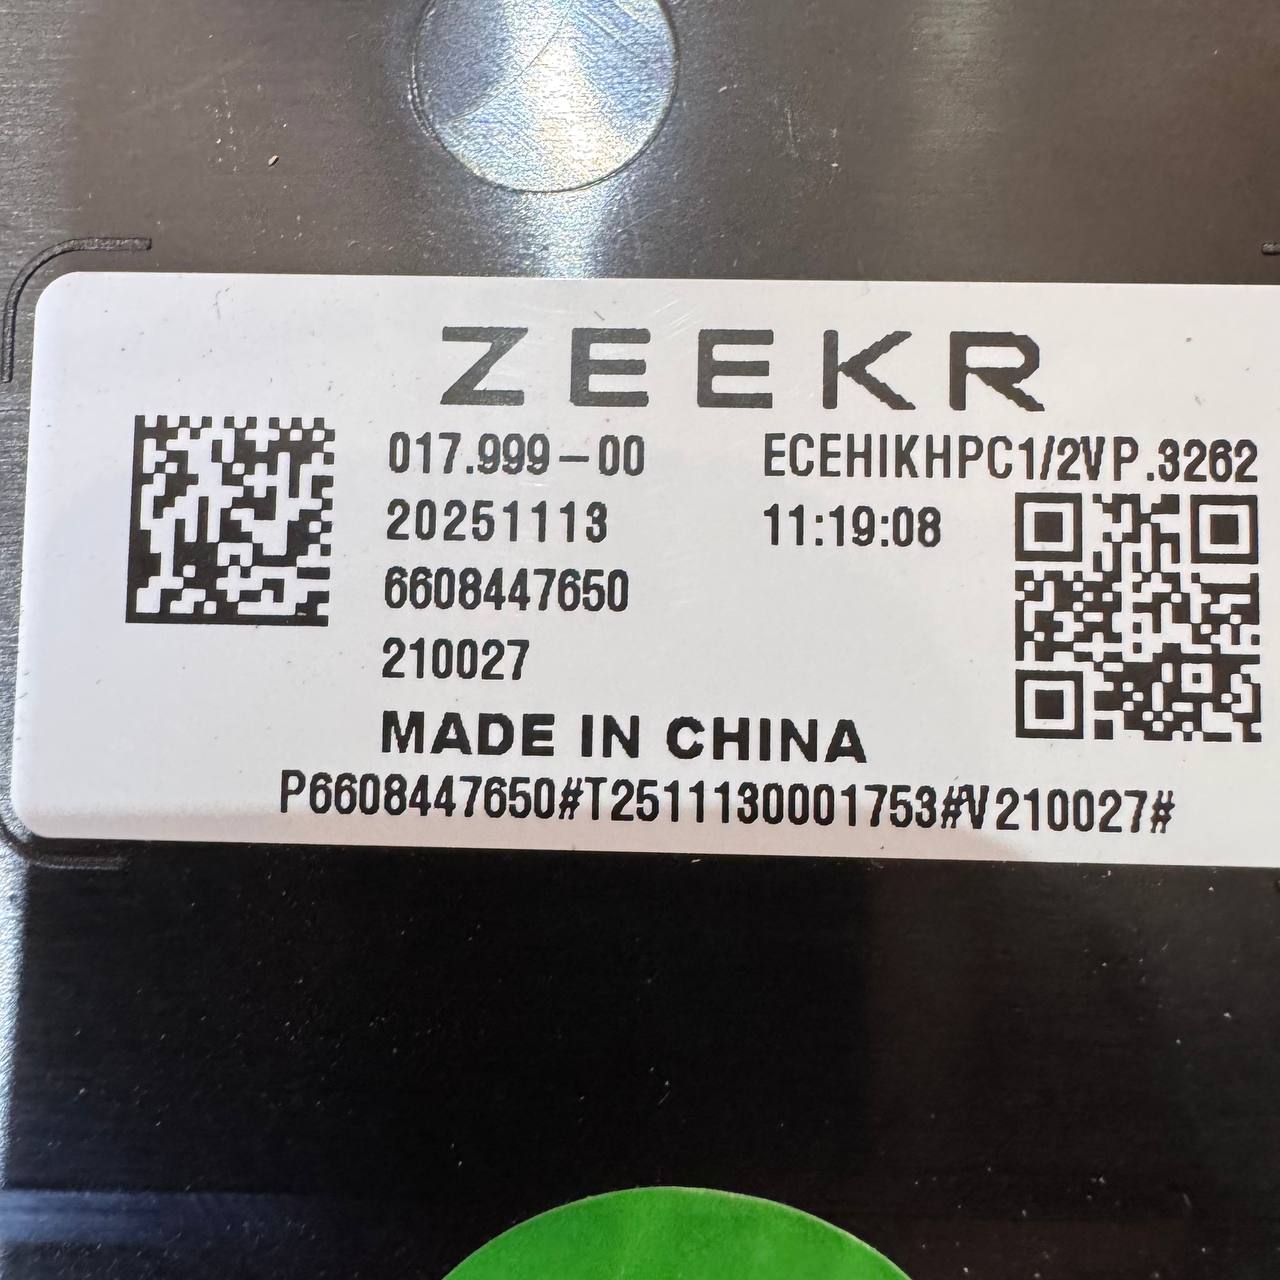 ZEEKR
017.999-00 ECEHIKHPC1/2VP.3262
20251113 11:19:08
6608447650
210027
MADE IN CHINA
P6608447650#T2511130001753#V210027#